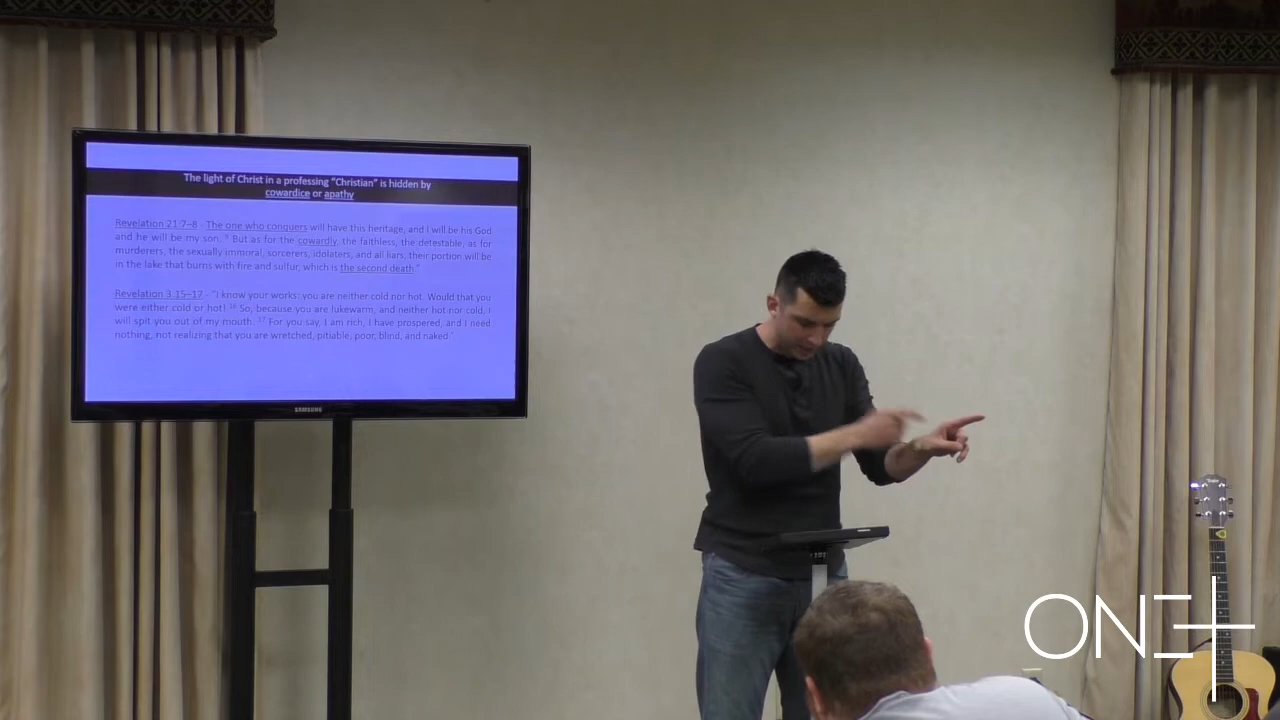 The light of Christ in a professing "Christian" is hidden by
cowardice or apathy
Revelation 21:7–8 - The one who conquers will have this heritage, and I will be his God
and he will be my son. 8 But as for the cowardly, the faithless, the detestable, as for
murderers, the sexually immoral, sorcerers, idolaters, and all liars, their portion will be
in the lake that burns with fire and sulfur, which is the second death."
Revelation 3:15–17 - "I know your works: you are neither cold nor hot. Would that you
were either cold or hot! 16 So, because you are lukewarm, and neither hot nor cold, I
will spit you out of my mouth. 17 For you say, I am rich, I have prospered, and I need
nothing, not realizing that you are wretched, pitiable, poor, blind, and naked."
SAMSUNG
Taylor
ONE